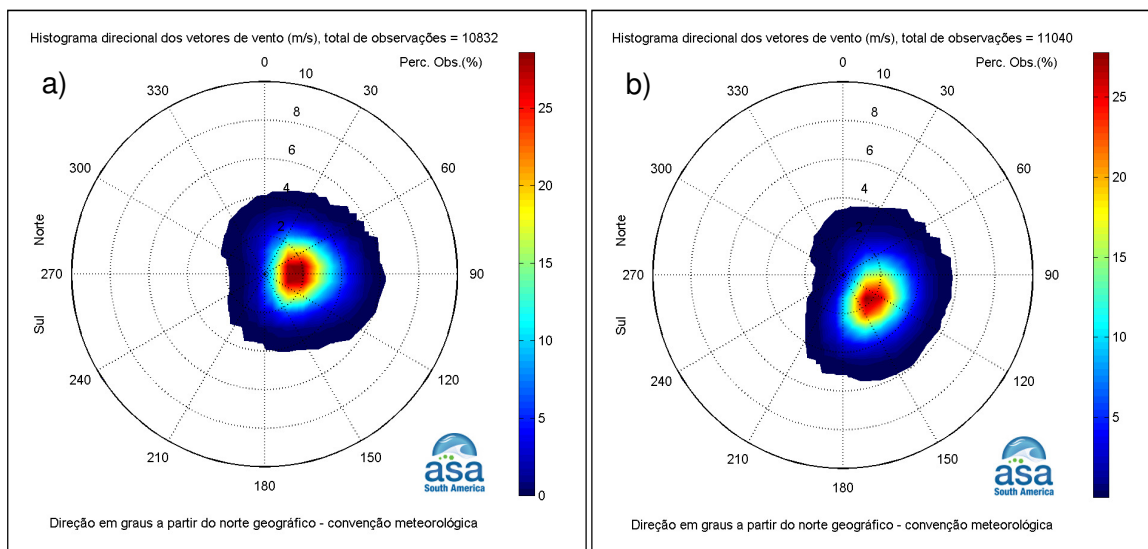 Histograma direcional dos vetores de vento (m/s), total de observações = 10832
Perc. Obs.(%)
a)
0
10
30
330
8
60
300
6
4
2
Norte
270
90
Sul
240
120
210
150
180
25
20
15
10
5
0
asa
South America
Direção em graus a partir do norte geográfico - convenção meteorológica
Histograma direcional dos vetores de vento (m/s), total de observações = 11040
Perc. Obs.(%)
b)
0
10
30
330
8
60
300
6
4
2
Norte
270
90
Sul
240
120
210
150
180
25
20
15
10
5
asa
South America
Direção em graus a partir do norte geográfico - convenção meteorológica